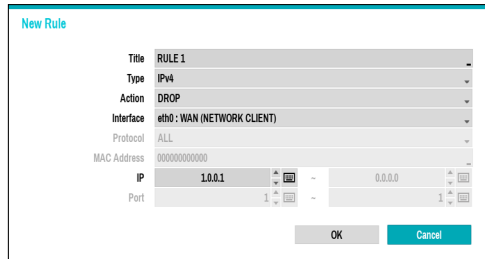 New Rule
Title RULE 1
Type IPv4
Action DROP
Interface eth0 : WAN (NETWORK CLIENT)
Protocol ALL
MAC Address 000000000000
IP 1.0.0.1 ~ 0.0.0.0
Port 1 ~ 1
OK Cancel